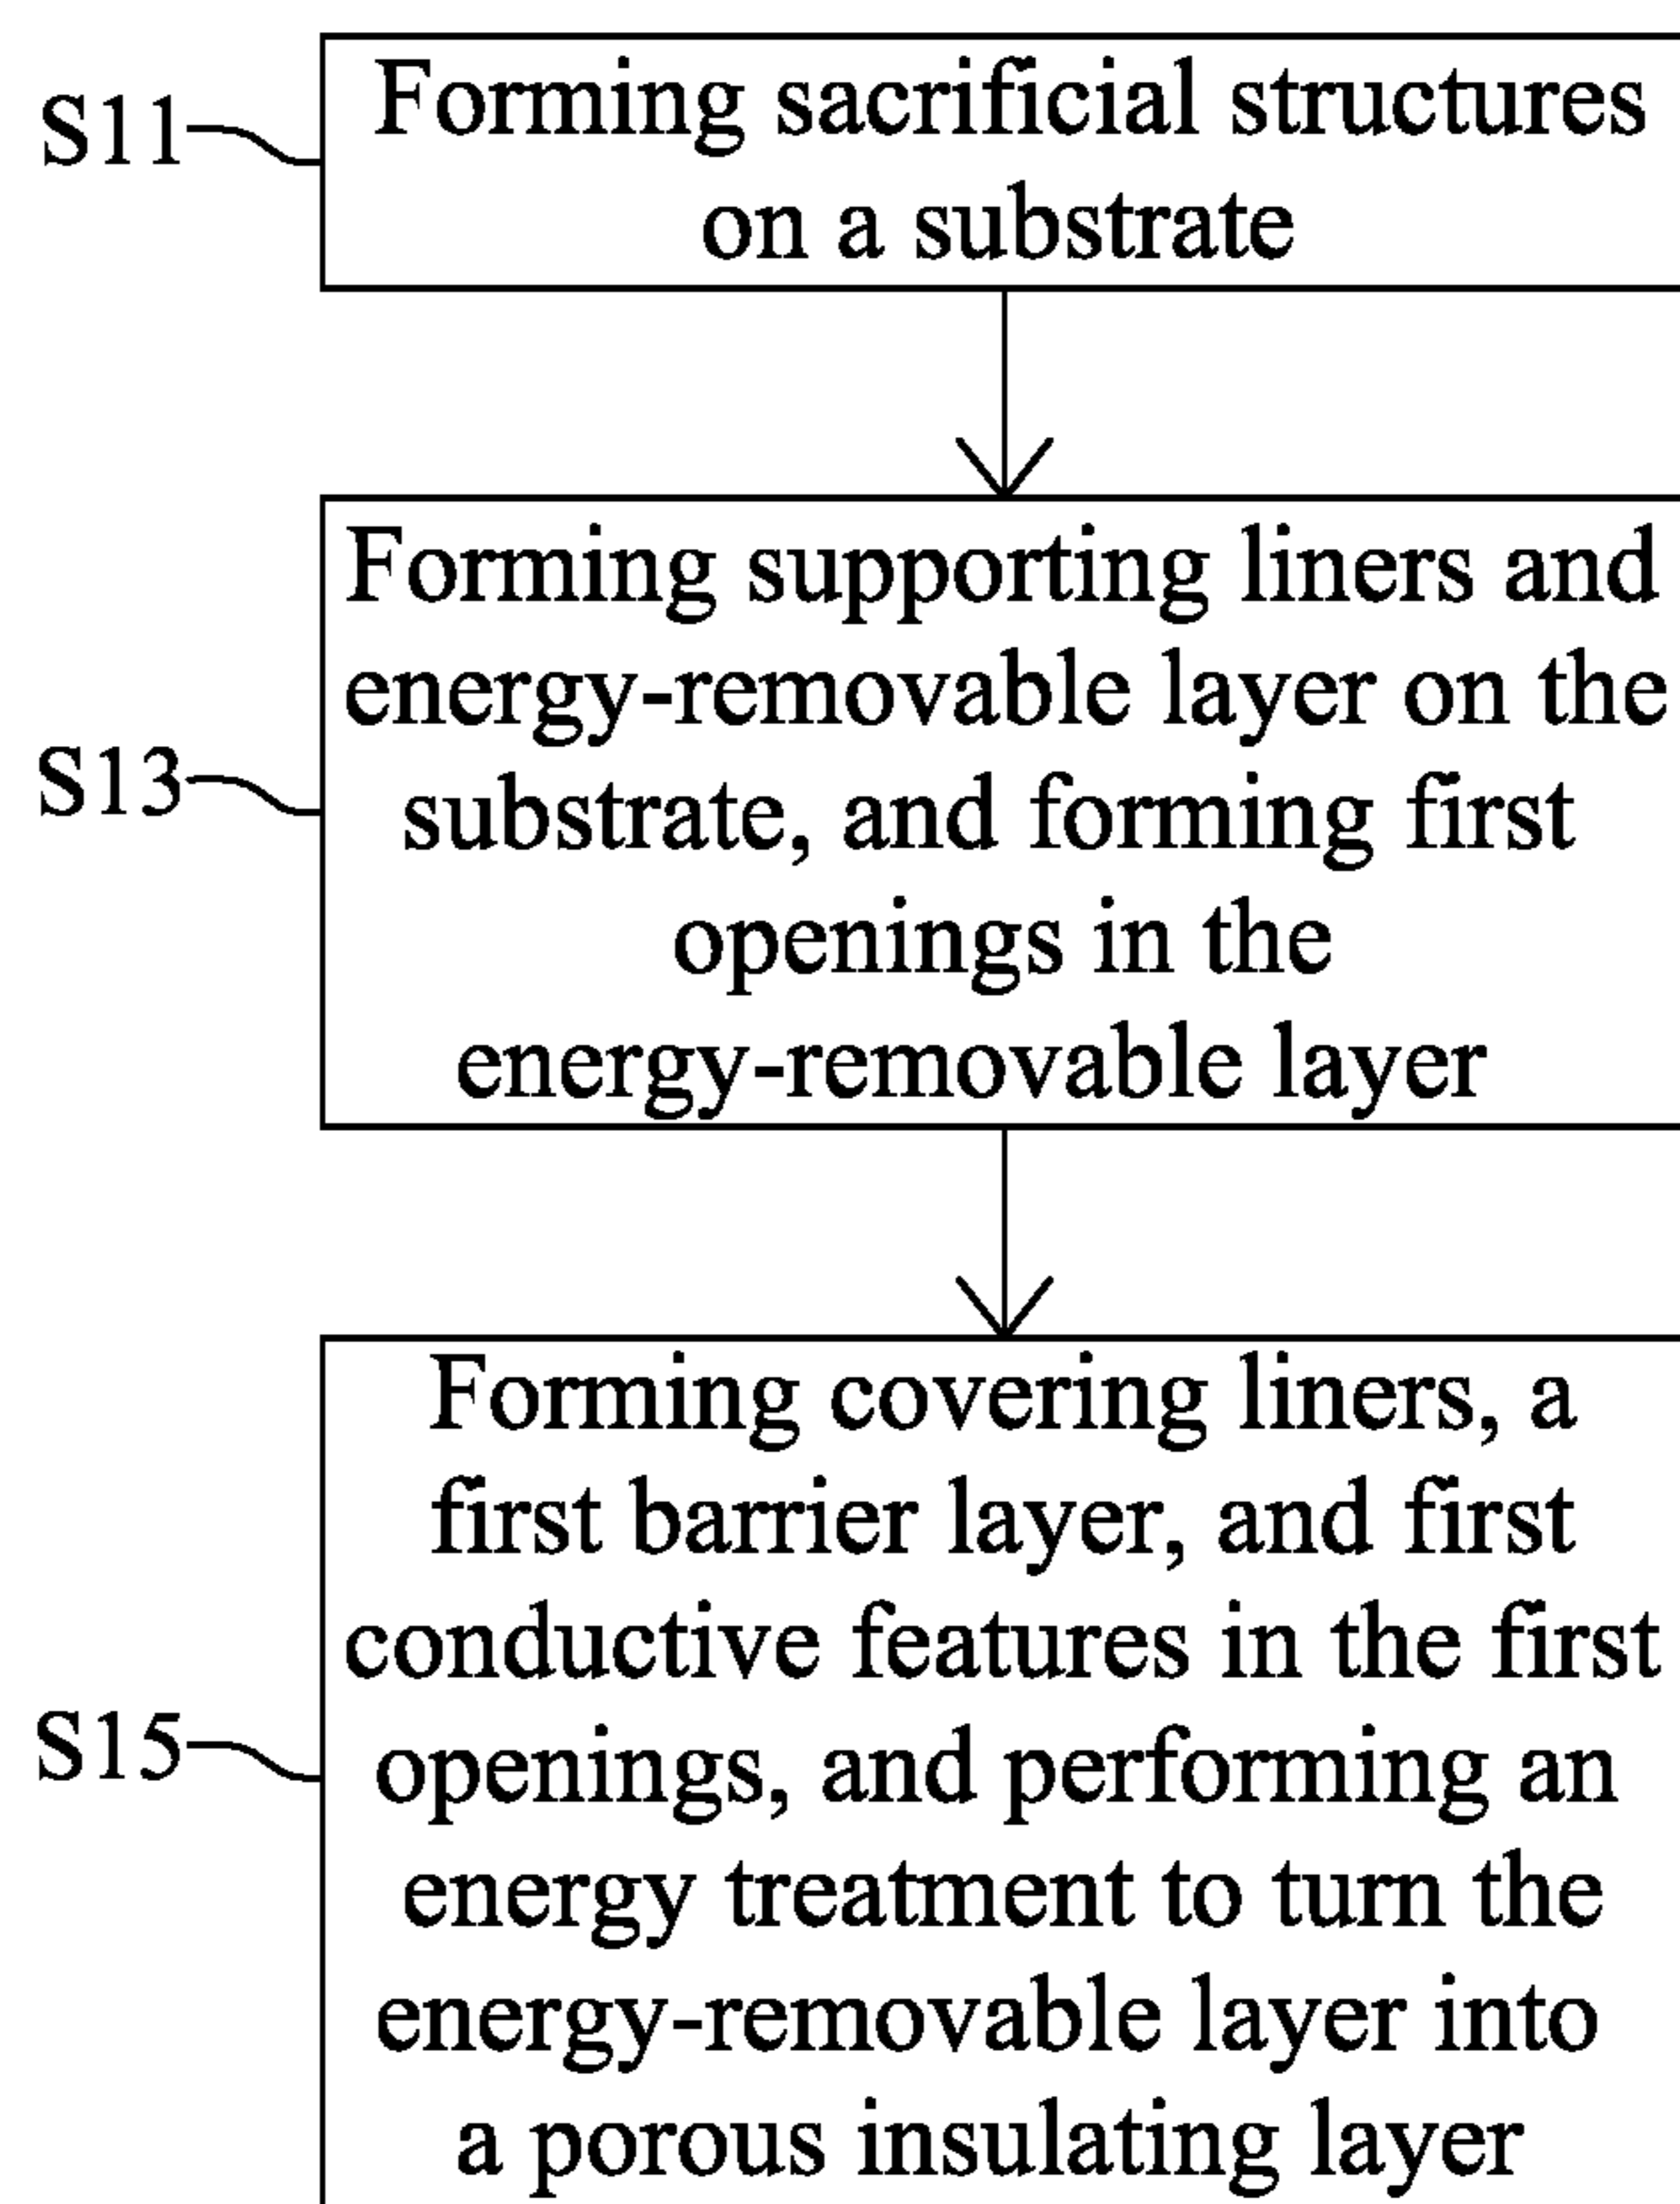 S11
Forming sacrificial structures
on a substrate
S13
Forming supporting liners and
energy-removable layer on the
substrate, and forming first
openings in the
energy-removable layer
S15
Forming covering liners, a
first barrier layer, and first
conductive features in the first
openings, and performing an
energy treatment to turn the
energy-removable layer into
a porous insulating layer